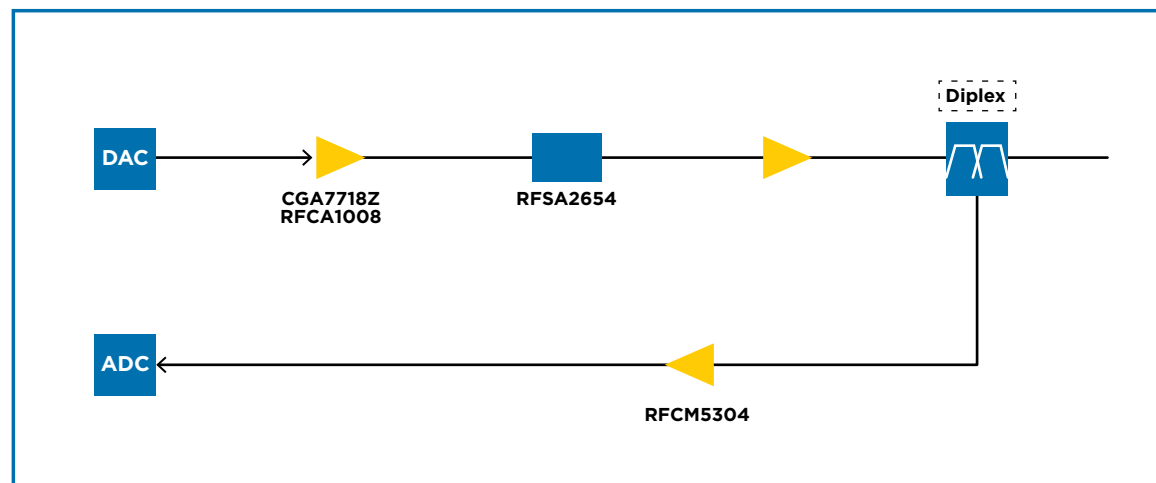 Diplex
DAC
CGA7718Z
RFCA1008
RFSA2654
ADC
RFCM5304